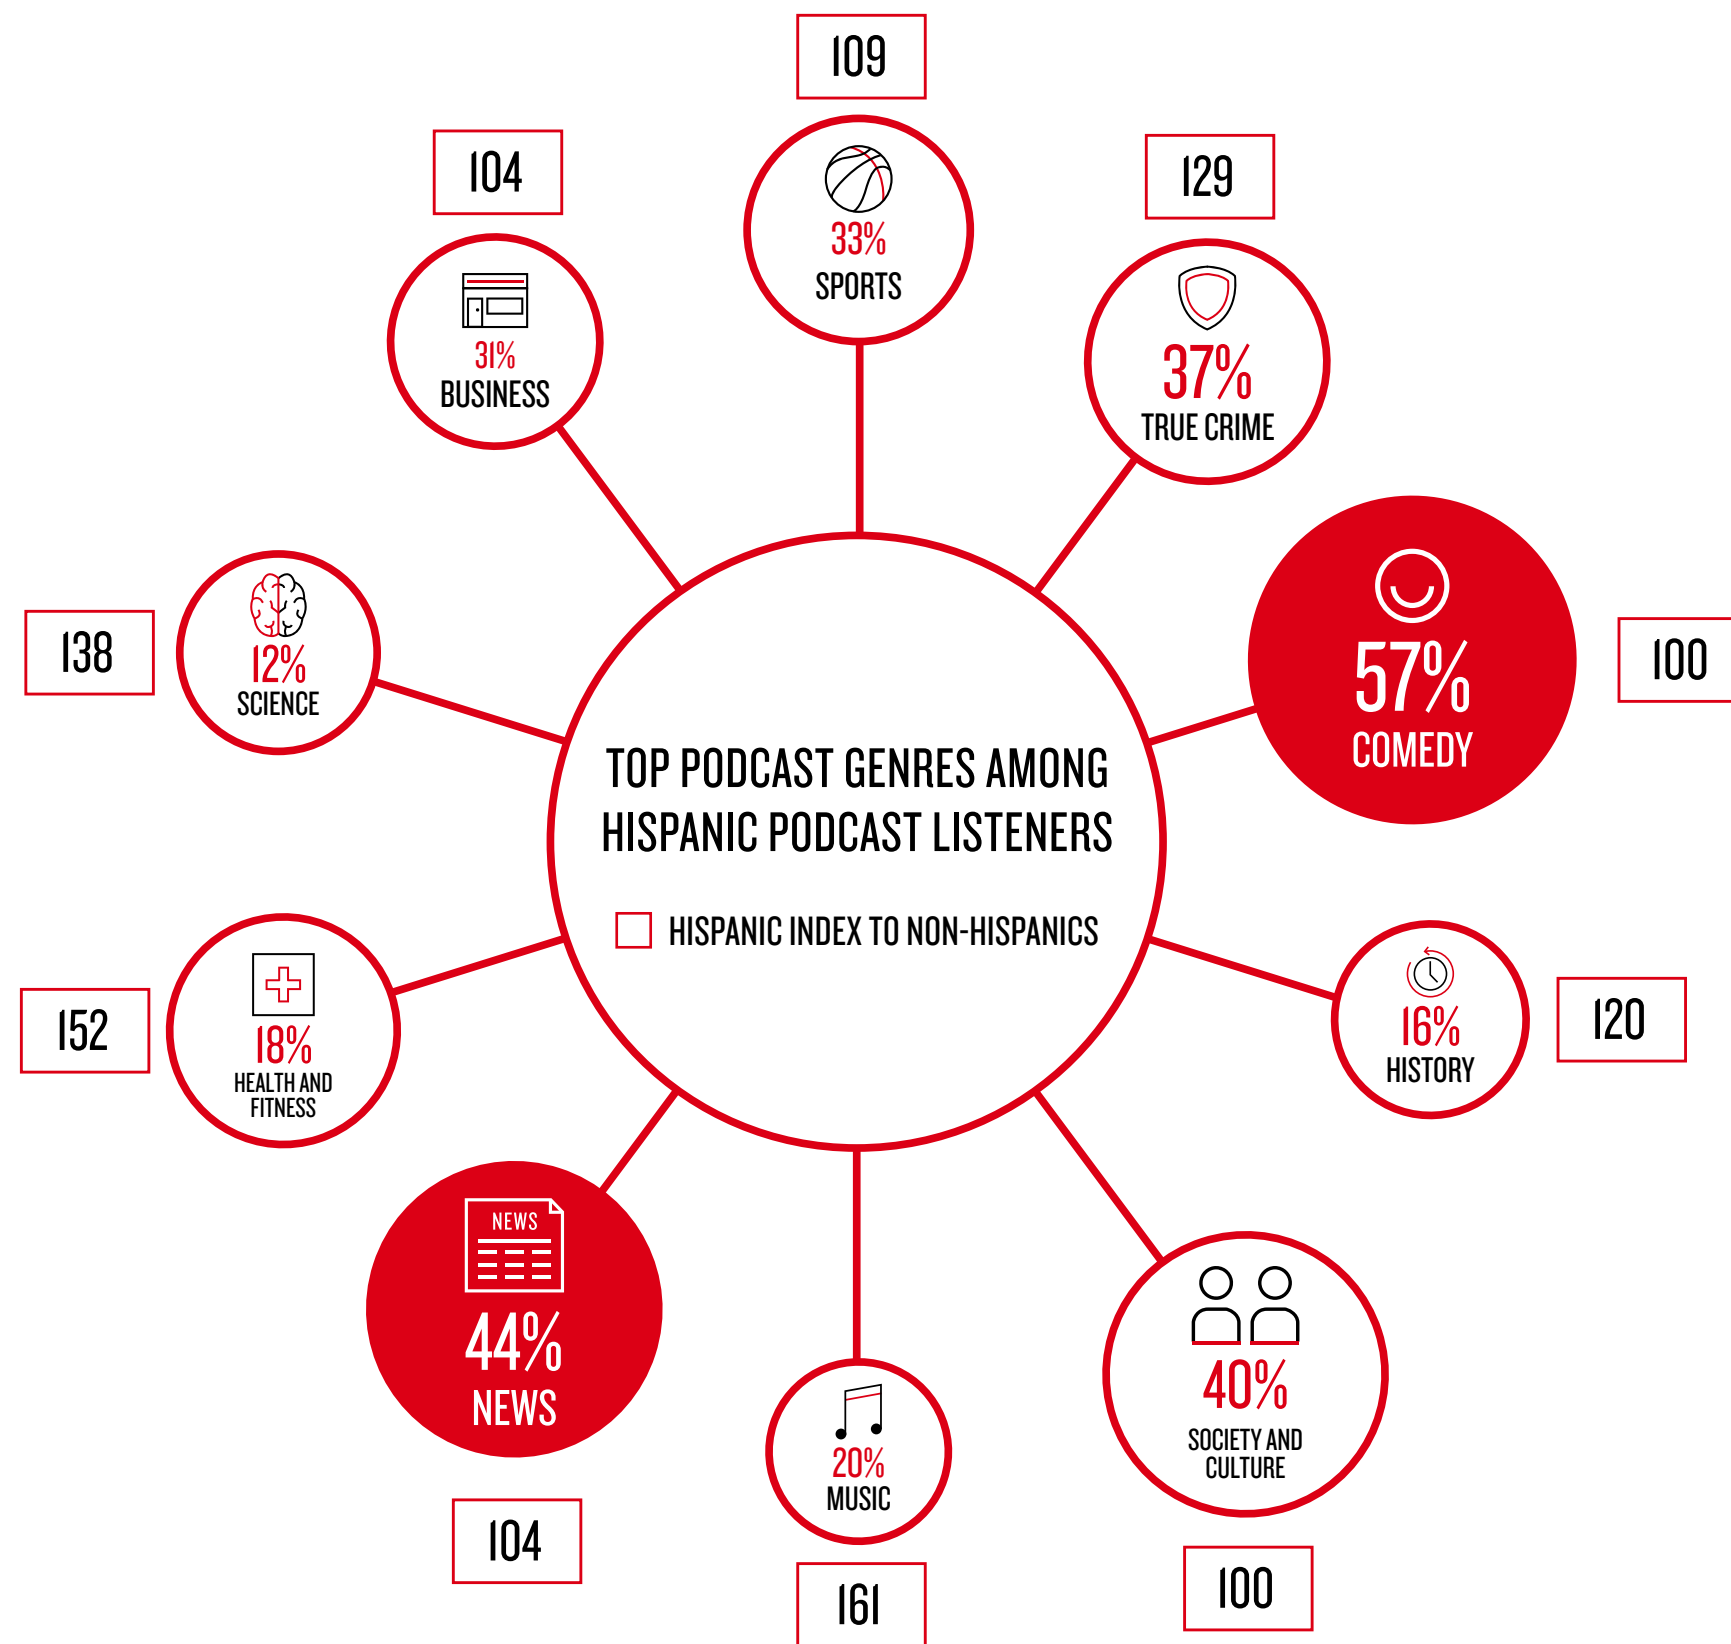 109
33%
SPORTS
104
31%
BUSINESS
129
37%
TRUE CRIME
138
12%
SCIENCE
57%
COMEDY
100
TOP PODCAST GENRES AMONG
HISPANIC PODCAST LISTENERS
HISPANIC INDEX TO NON-HISPANICS
152
18%
HEALTH AND
FITNESS
16%
HISTORY
120
NEWS
44%
NEWS
104
20%
MUSIC
161
40%
SOCIETY AND
CULTURE
100